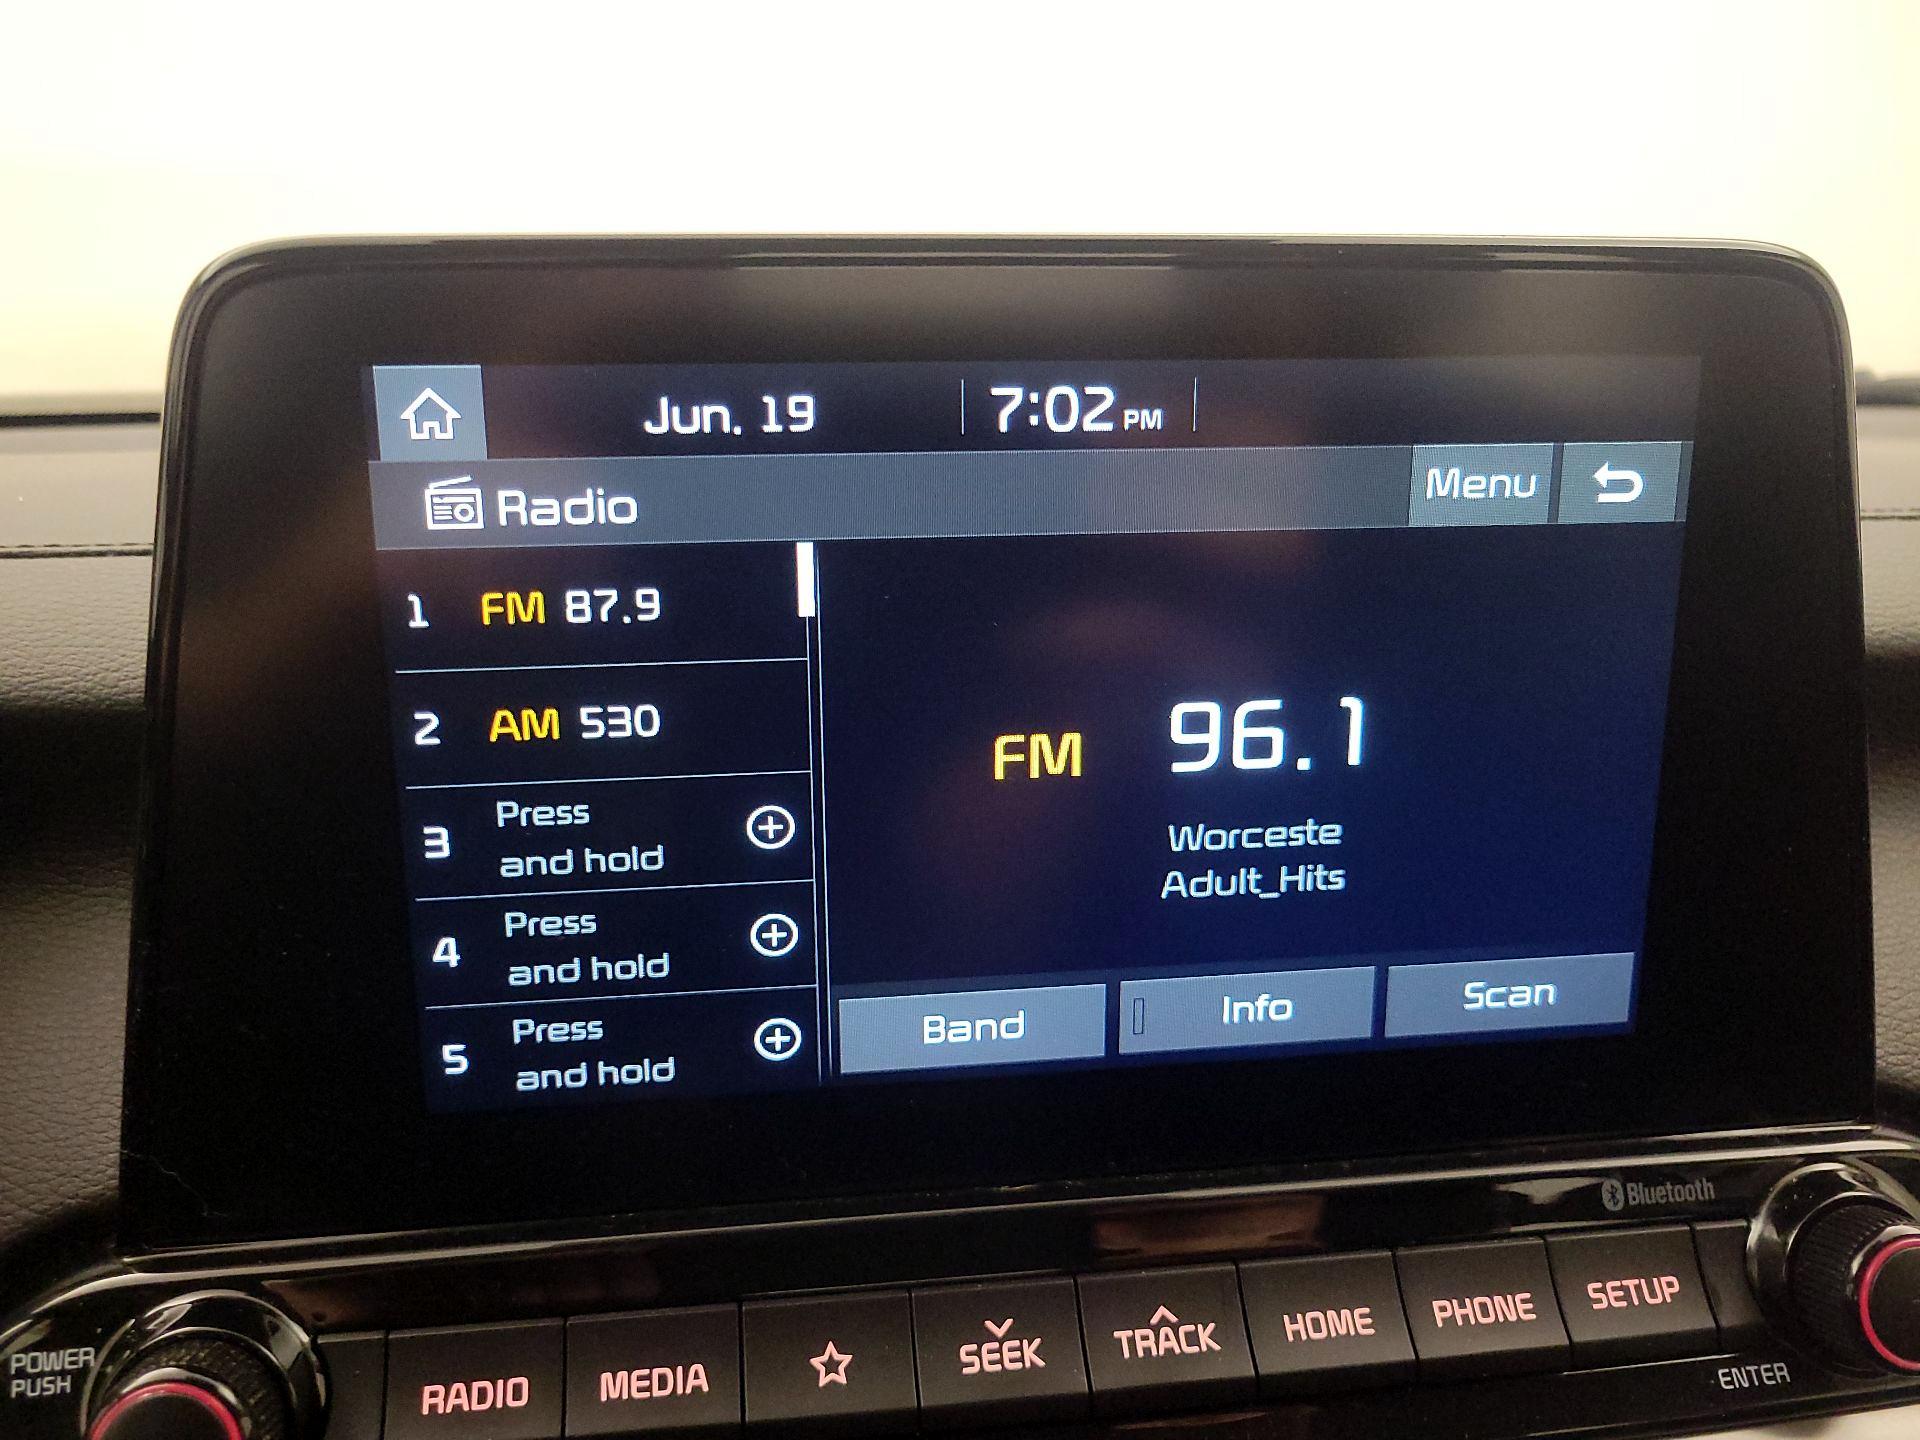 Jun. 19
7:02 PM
Radio
Menu
1 FM 87.9
2 AM 530
3 Press
and hold
4 Press
and hold
5 Press
and hold
FM 96.1
Worceste
Adult_Hits
Band
Info
Scan
Bluetooth
POWER
PUSH
RADIO
MEDIA
SEEK
TRACK
HOME
PHONE
SETUP
ENTER